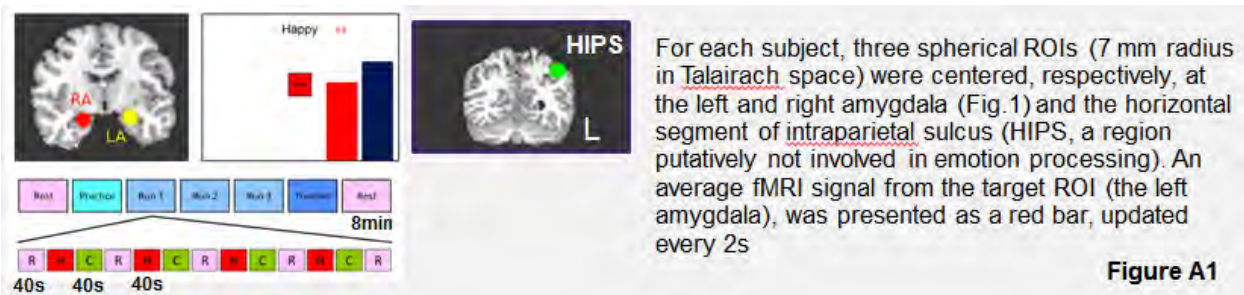 RA
LA
Happy
HIPS
L
For each subject, three spherical ROIs (7 mm radius
in Talairach space) were centered, respectively, at
the left and right amygdala (Fig.1) and the horizontal
segment of intraparietal sulcus (HIPS, a region
putatively not involved in emotion processing). An
average fMRI signal from the target ROI (the left
amygdala), was presented as a red bar, updated
every 2s
Figure A1
Rest Practice Run 1 Run 2 Run 3 Rest
8min
R H C R H C R H C R H C R
40s 40s 40s